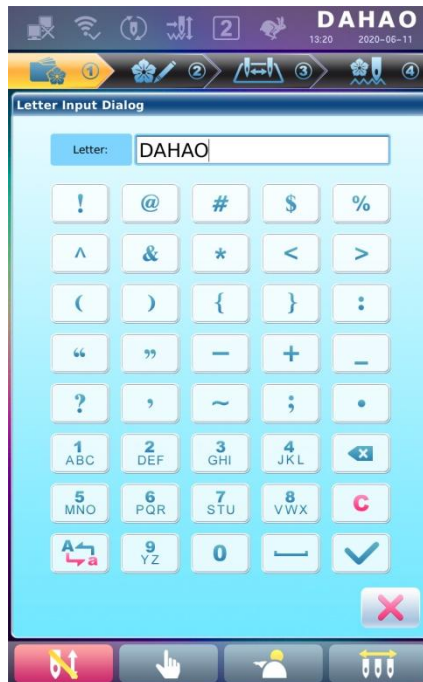 2
DAHAO
13:20 2020-06-11
① ② ③ ④
Letter Input Dialog
Letter: DAHAO
! @ # $ %
^ & * < >
( ) { } :
“ ” − + _
? , ~ ; •
1 ABC 2 DEF 3 GHI 4 JKL
5 MNO 6 PQR 7 STU 8 VWX C
A a 9 YZ 0